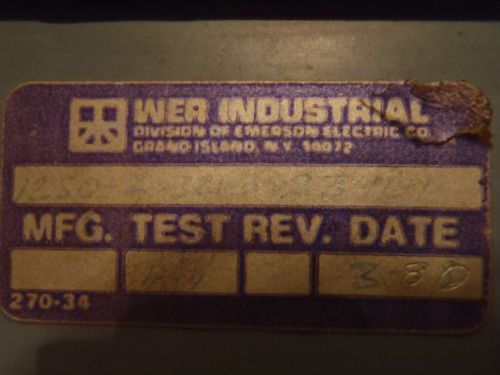 WER INDUSTRIAL
DIVISION OF EMERSON ELECTRIC CO.
GRAND ISLAND, N.Y. 14072
MFG. TEST REV. DATE
3-80
270-34